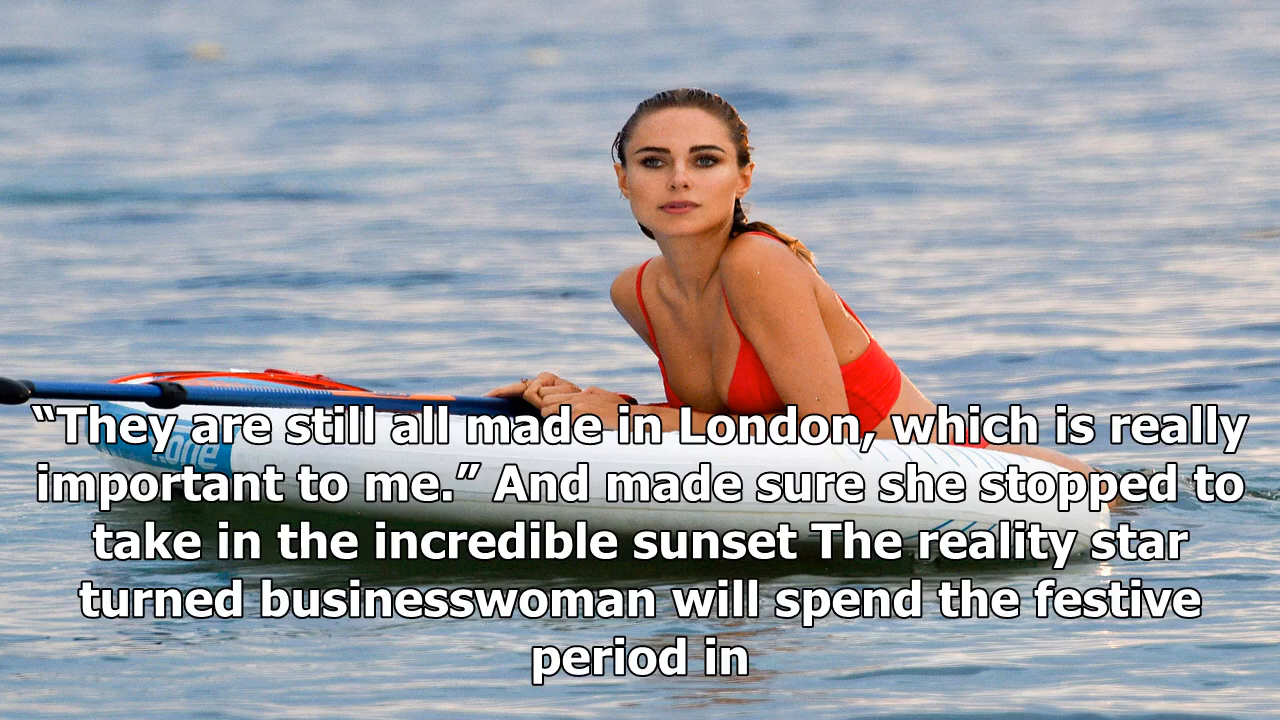 “They are still all made in London, which is really
important to me.” And made sure she stopped to
take in the incredible sunset The reality star
turned businesswoman will spend the festive
period in